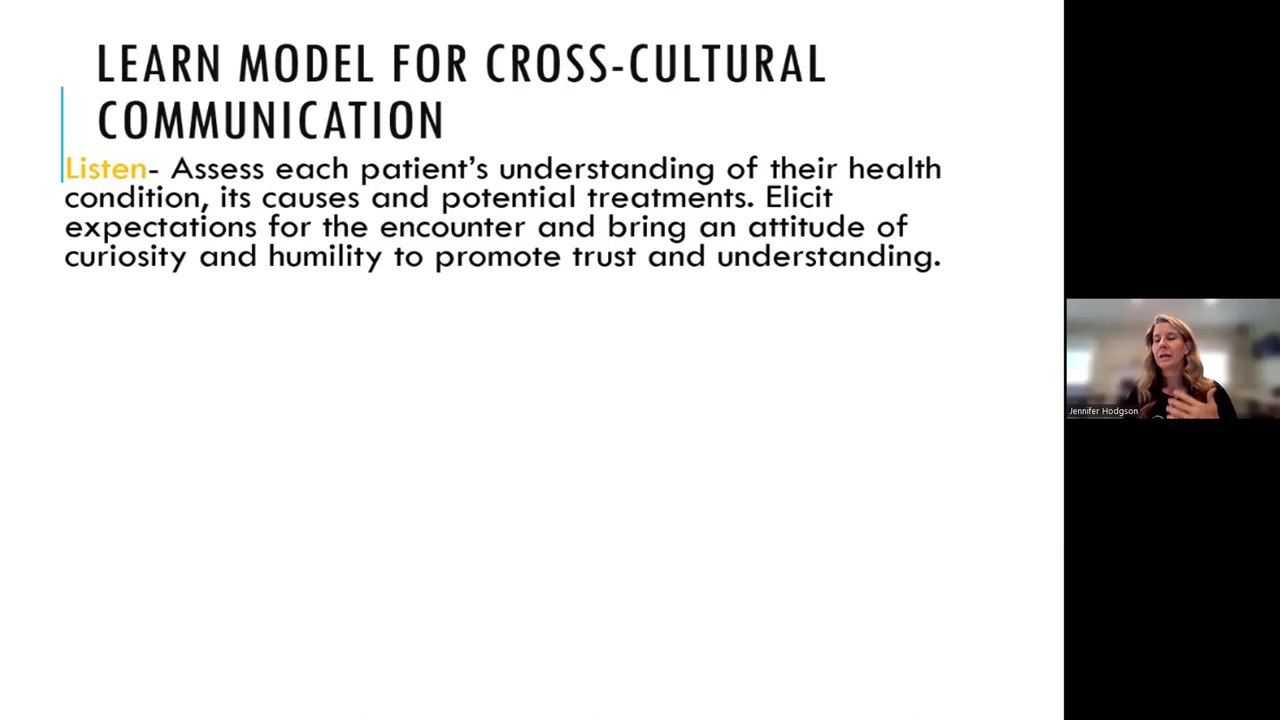 LEARN MODEL FOR CROSS-CULTURAL
COMMUNICATION
Listen- Assess each patient’s understanding of their health
condition, its causes and potential treatments. Elicit
expectations for the encounter and bring an attitude of
curiosity and humility to promote trust and understanding.
Jennifer Hodgson